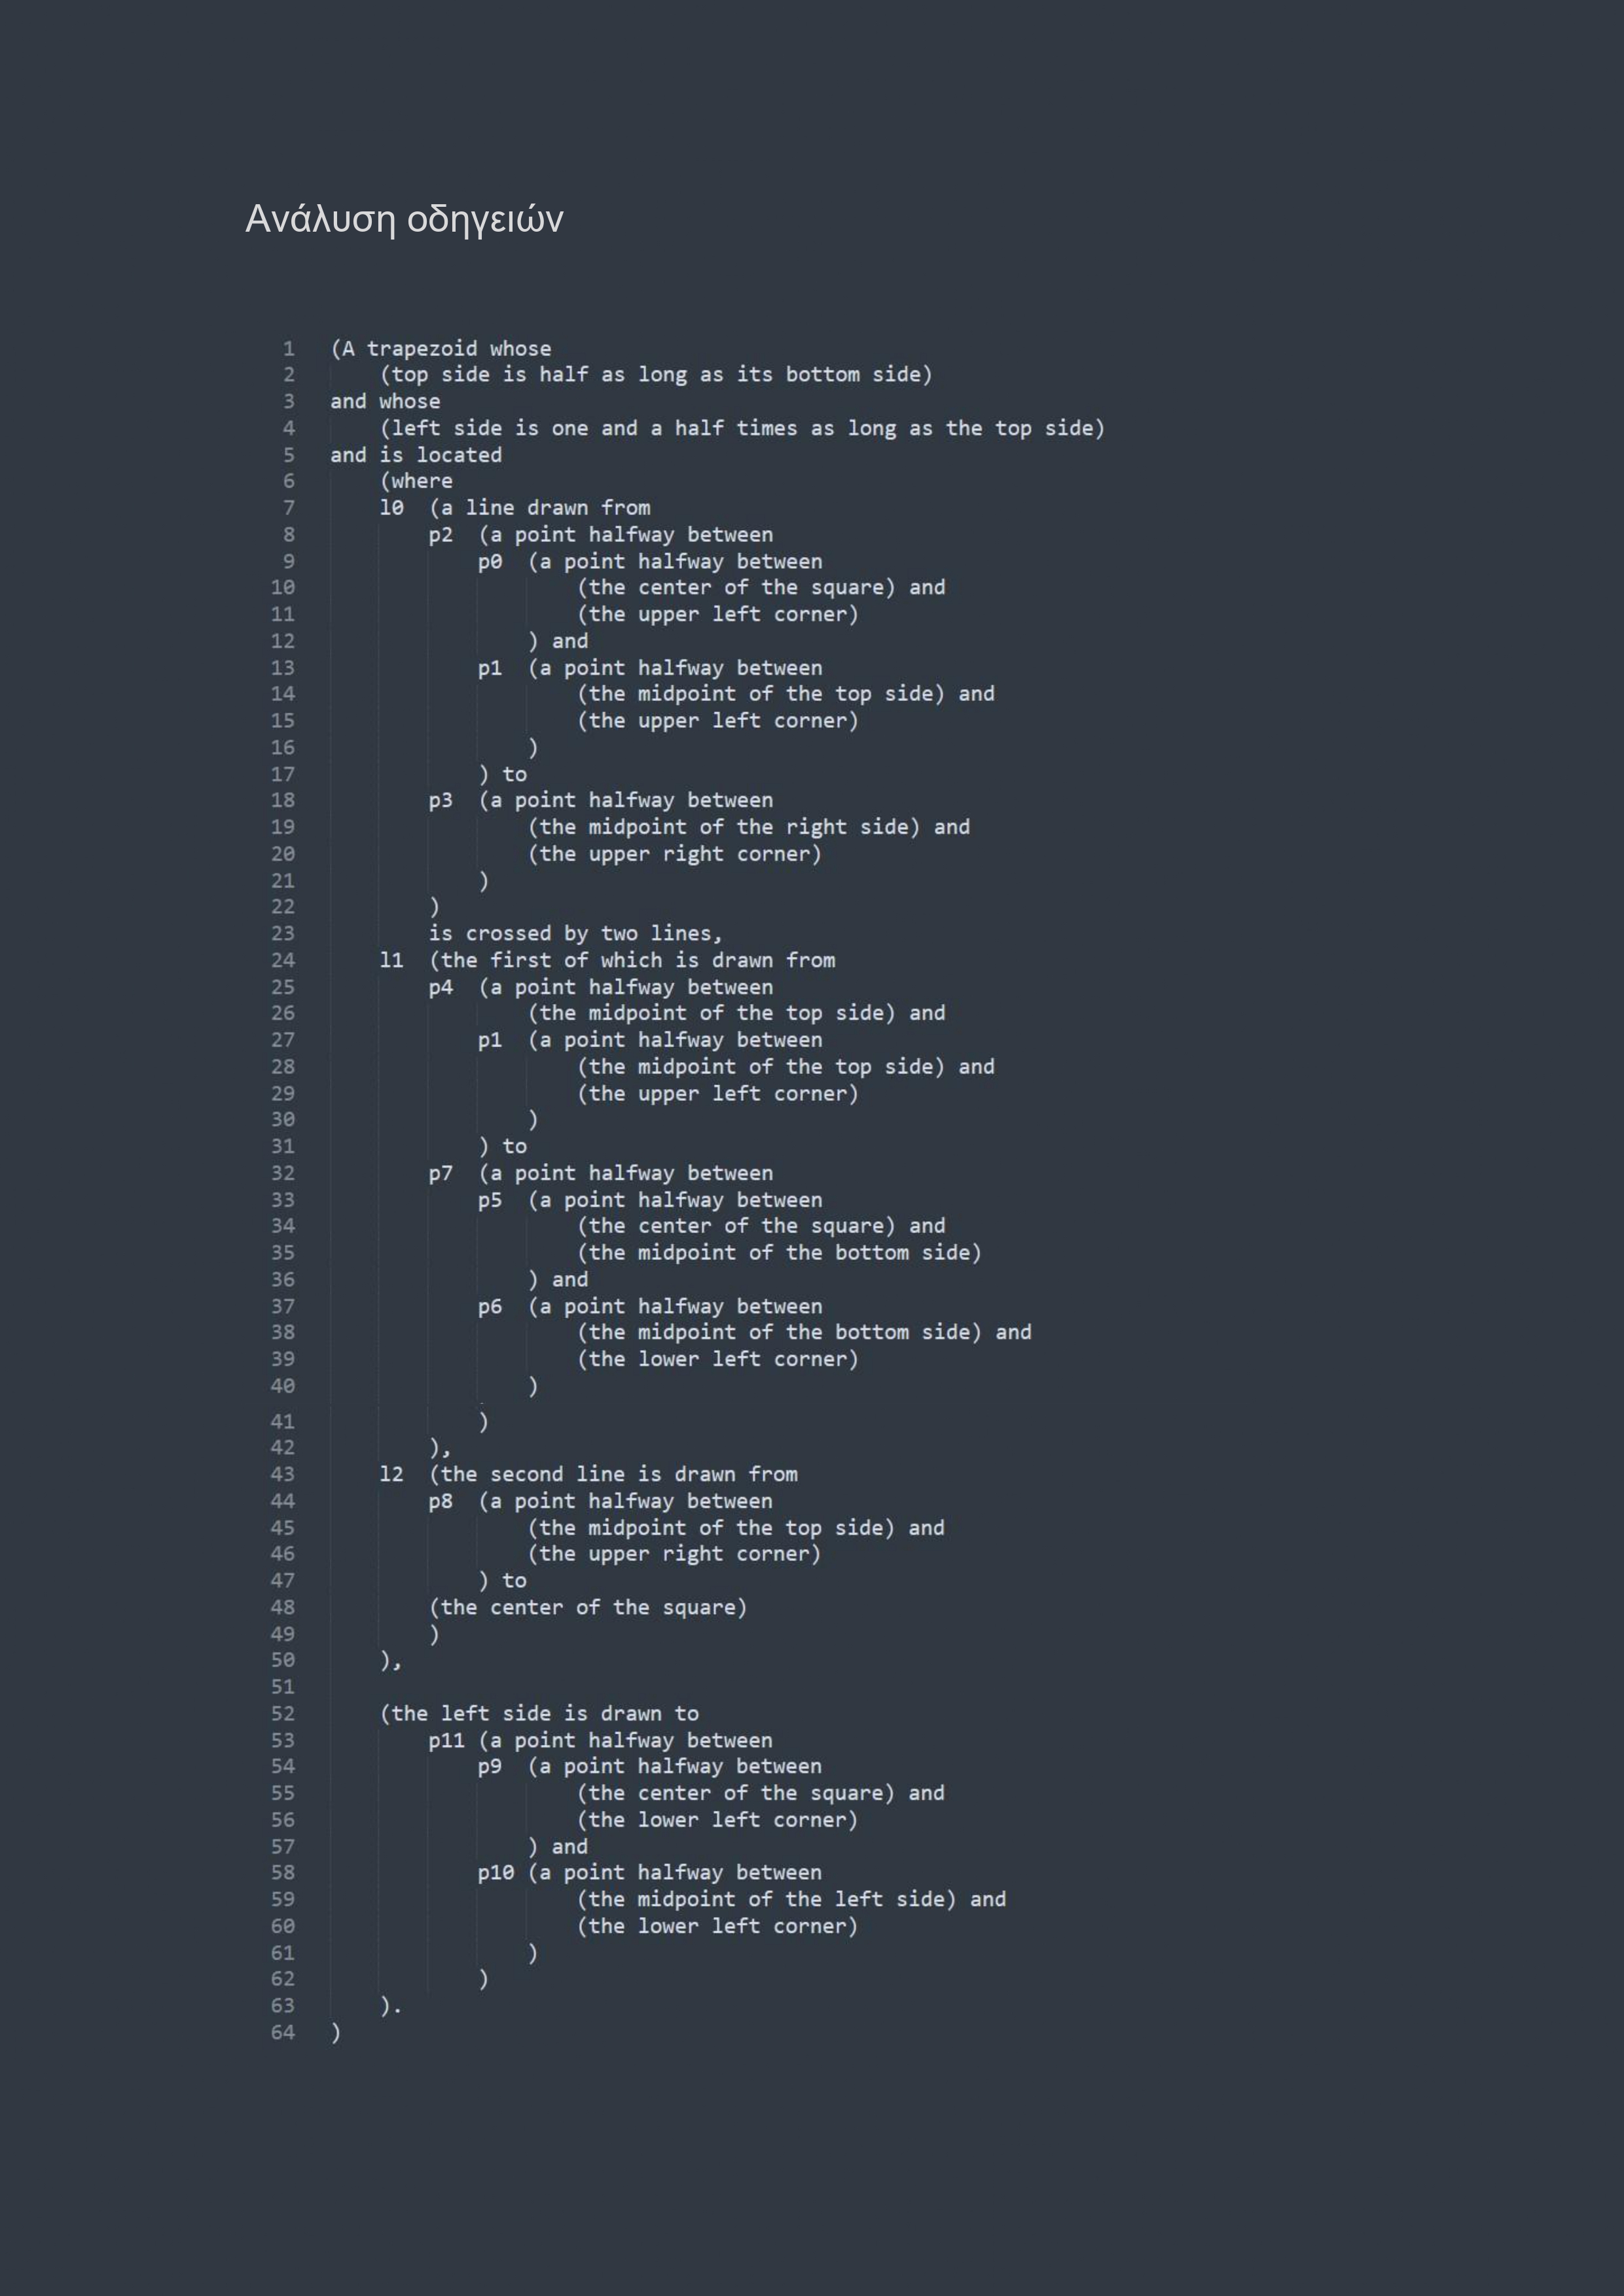 Ανάλυση οδηγειών
1 (A trapezoid whose
2 (top side is half as long as its bottom side)
3 and whose
4 (left side is one and a half times as long as the top side)
5 and is located
6 (where
7 l0 (a line drawn from
8 p2 (a point halfway between
9 p0 (a point halfway between
10 (the center of the square) and
11 (the upper left corner)
12 ) and
13 p1 (a point halfway between
14 (the midpoint of the top side) and
15 (the upper left corner)
16 )
17 ) to
18 p3 (a point halfway between
19 (the midpoint of the right side) and
20 (the upper right corner)
21 )
22 )
23 is crossed by two lines,
24 l1 (the first of which is drawn from
25 p4 (a point halfway between
26 (the midpoint of the top side) and
27 p1 (a point halfway between
28 (the midpoint of the top side) and
29 (the upper left corner)
30 )
31 ) to
32 p7 (a point halfway between
33 p5 (a point halfway between
34 (the center of the square) and
35 (the midpoint of the bottom side)
36 ) and
37 p6 (a point halfway between
38 (the midpoint of the bottom side) and
39 (the lower left corner)
40 )
41 )
42 ),
43 l2 (the second line is drawn from
44 p8 (a point halfway between
45 (the midpoint of the top side) and
46 (the upper right corner)
47 ) to
48 (the center of the square)
49 )
50 ),
51
52 (the left side is drawn to
53 p11 (a point halfway between
54 p9 (a point halfway between
55 (the center of the square) and
56 (the lower left corner)
57 ) and
58 p10 (a point halfway between
59 (the midpoint of the left side) and
60 (the lower left corner)
61 )
62 )
63 ).
64 )